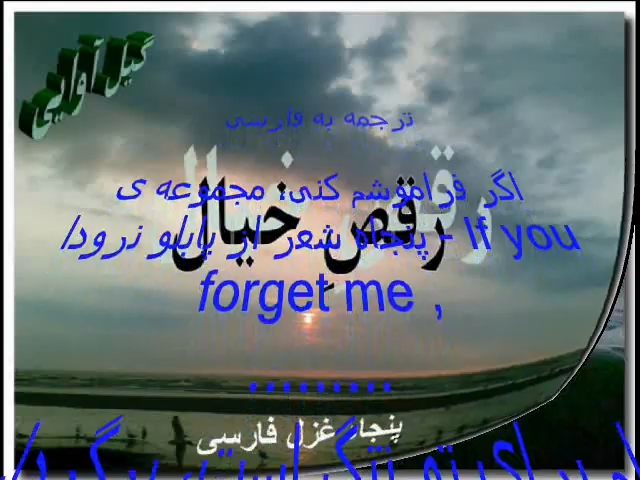 گیل آوایی
ترجمه به فارسی
اگر فراموشم کنی، مجموعه ی
رقصِ خیال
پنجاه شعر از پابلو نرودا - If you
forget me ,
.........
پنجاه غزل فارسی